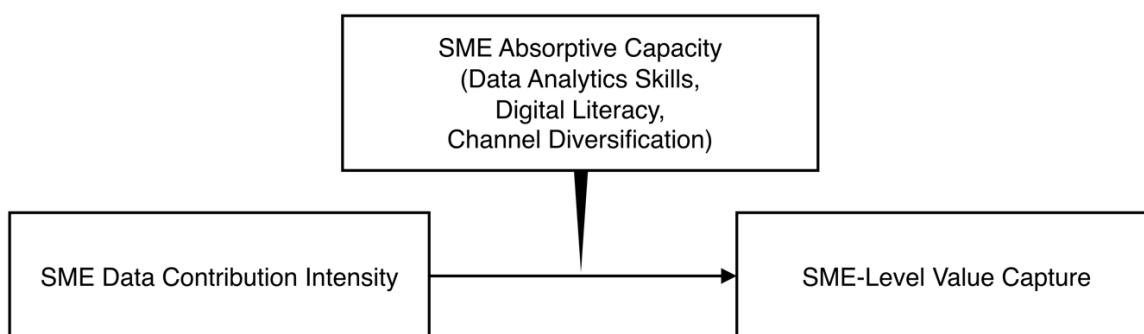 SME Absorptive Capacity
(Data Analytics Skills,
Digital Literacy,
Channel Diversification)
SME Data Contribution Intensity
SME-Level Value Capture